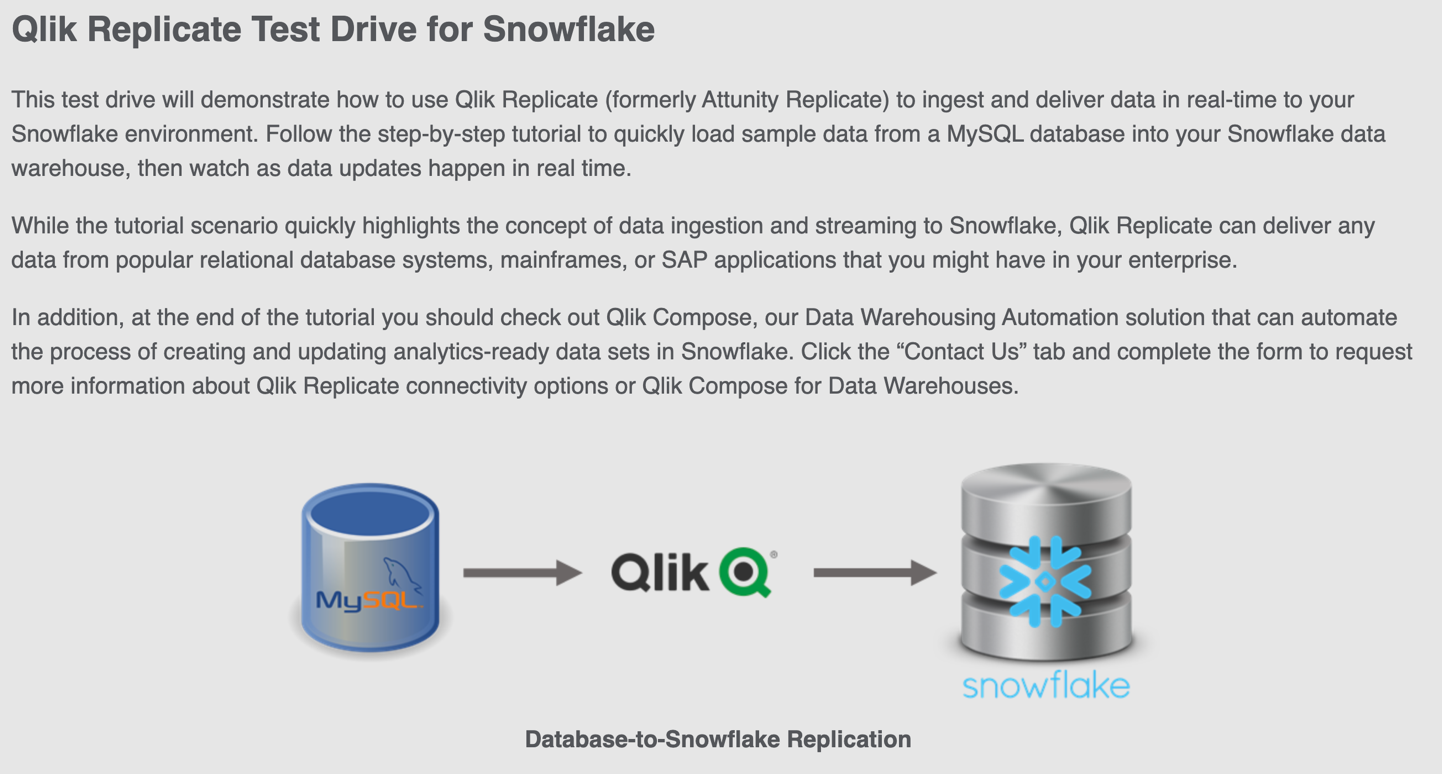 Qlik Replicate Test Drive for Snowflake
This test drive will demonstrate how to use Qlik Replicate (formerly Attunity Replicate) to ingest and deliver data in real-time to your
Snowflake environment. Follow the step-by-step tutorial to quickly load sample data from a MySQL database into your Snowflake data
warehouse, then watch as data updates happen in real time.
While the tutorial scenario quickly highlights the concept of data ingestion and streaming to Snowflake, Qlik Replicate can deliver any
data from popular relational database systems, mainframes, or SAP applications that you might have in your enterprise.
In addition, at the end of the tutorial you should check out Qlik Compose, our Data Warehousing Automation solution that can automate
the process of creating and updating analytics-ready data sets in Snowflake. Click the “Contact Us” tab and complete the form to request
more information about Qlik Replicate connectivity options or Qlik Compose for Data Warehouses.
MySQL
Qlik Q®
snowflake
Database-to-Snowflake Replication